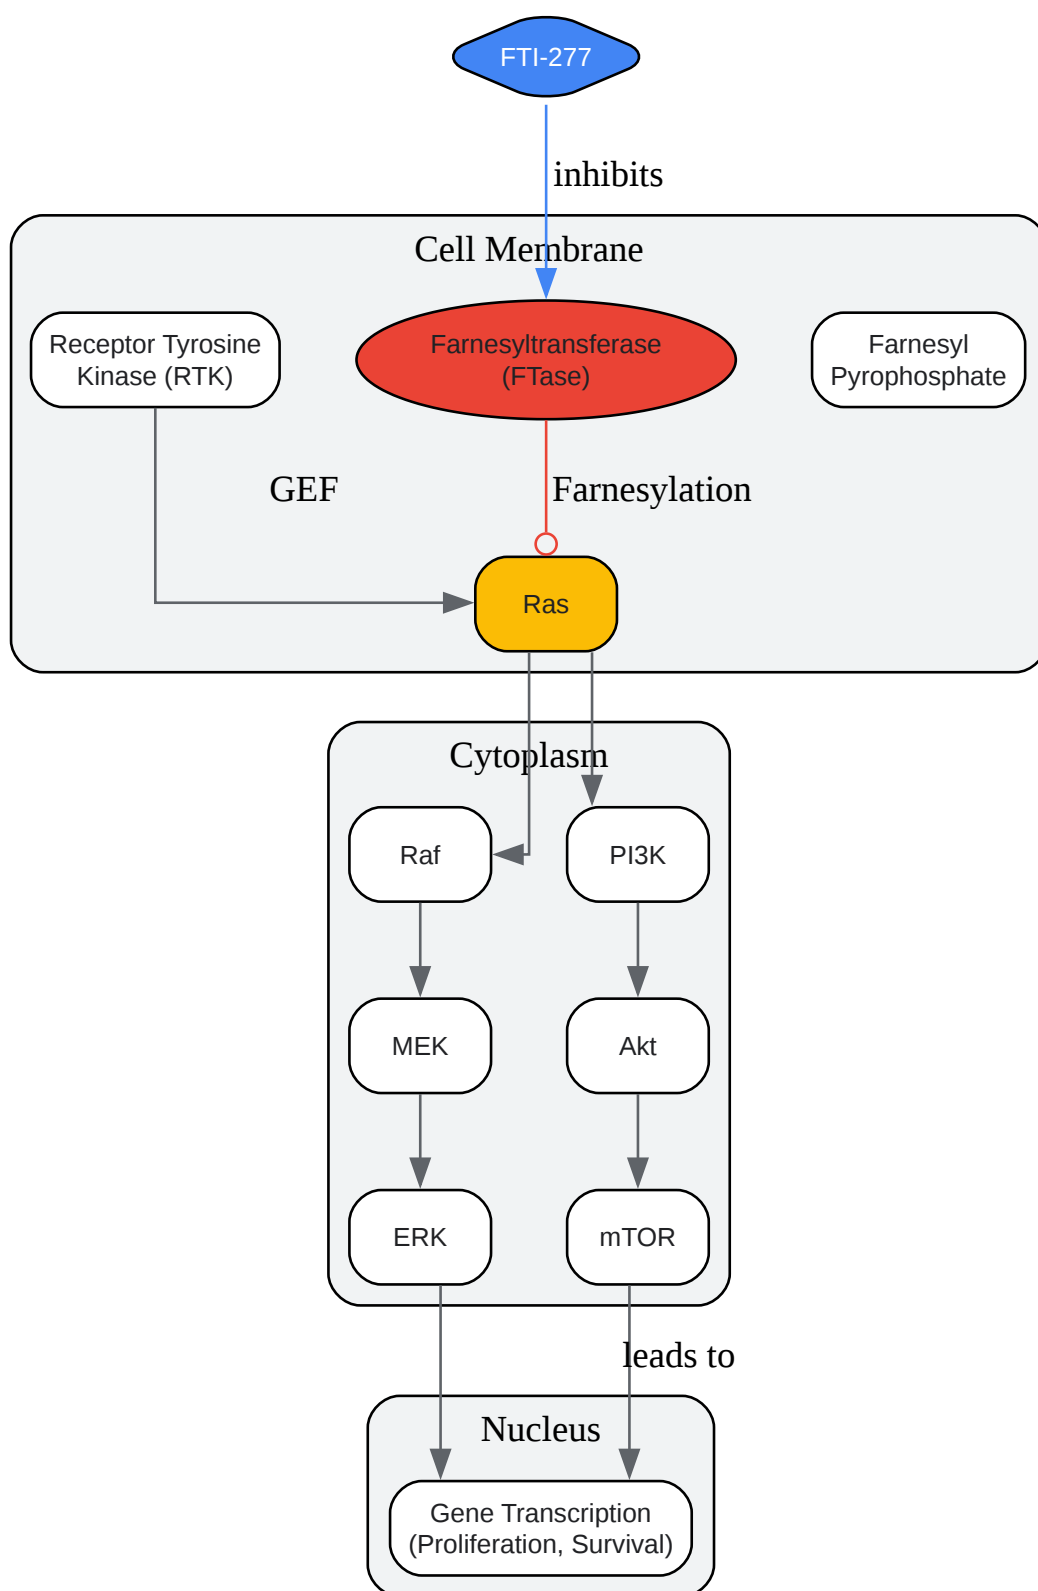 FTI-277
inhibits
Cell Membrane
Receptor Tyrosine
Kinase (RTK)
Farnesyltransferase
(FTase)
Farnesyl
Pyrophosphate
GEF
Farnesylation
Ras
Cytoplasm
Raf
PI3K
MEK
Akt
ERK
mTOR
leads to
Nucleus
Gene Transcription
(Proliferation, Survival)